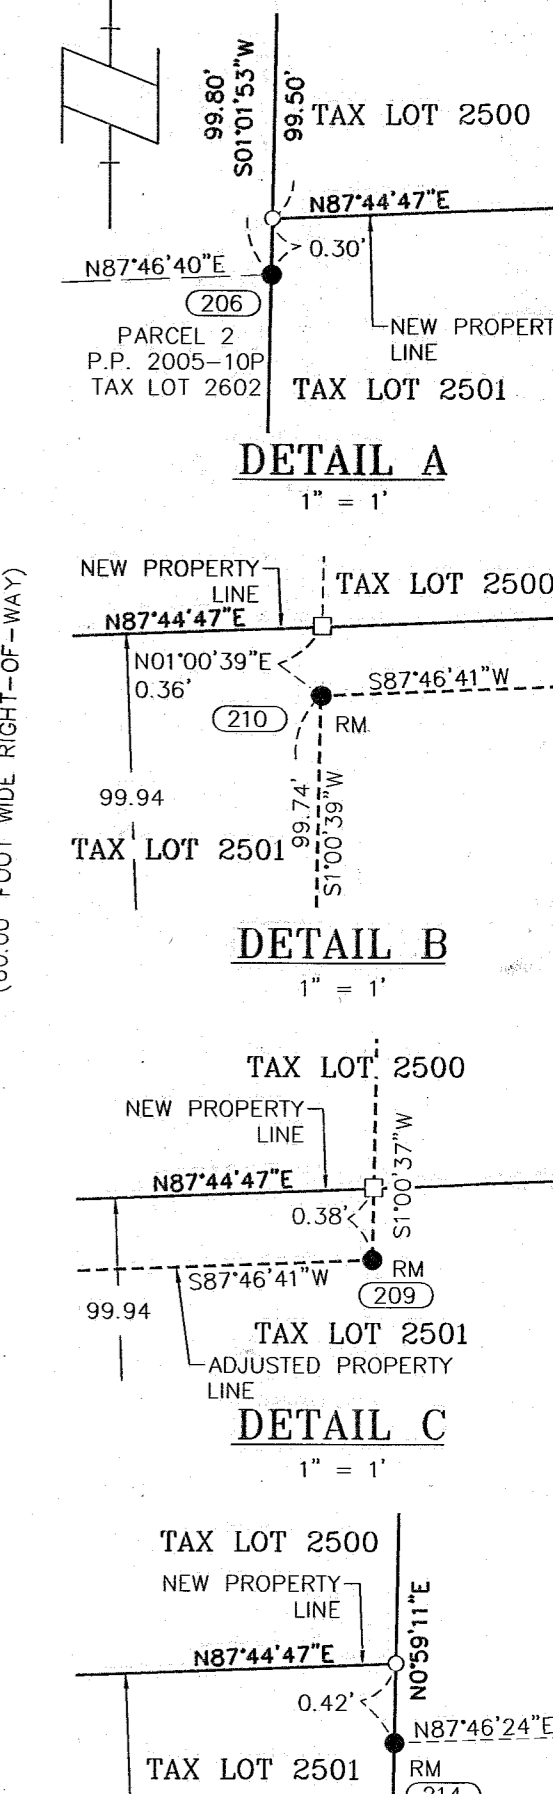 99.80'
S01°01'53"W
99.50'
TAX LOT 2500
N87°44'47"E
0.30'
N87°46'40"E
206
NEW PROPERT
LINE
PARCEL 2
P.P. 2005-10P
TAX LOT 2602
TAX LOT 2501
DETAIL A
1" = 1'
FOOT WIDE RIGHT-OF-WAY)
NEW PROPERTY
LINE
TAX LOT 2500
N87°44'47"E
N01°00'39"E
0.36'
S87°46'41"W
210
RM
99.94
99.74'
S1°00'39"W
TAX LOT 2501
DETAIL B
1" = 1'
TAX LOT 2500
NEW PROPERTY
LINE
S1°00'37"W
N87°44'47"E
0.38'
S87°46'41"W
RM
209
99.94
TAX LOT 2501
ADJUSTED PROPERTY
LINE
DETAIL C
1" = 1'
TAX LOT 2500
NEW PROPERTY
LINE
N0°59'11"E
N87°44'47"E
0.42'
N87°46'24"E
TAX LOT 2501
RM
214